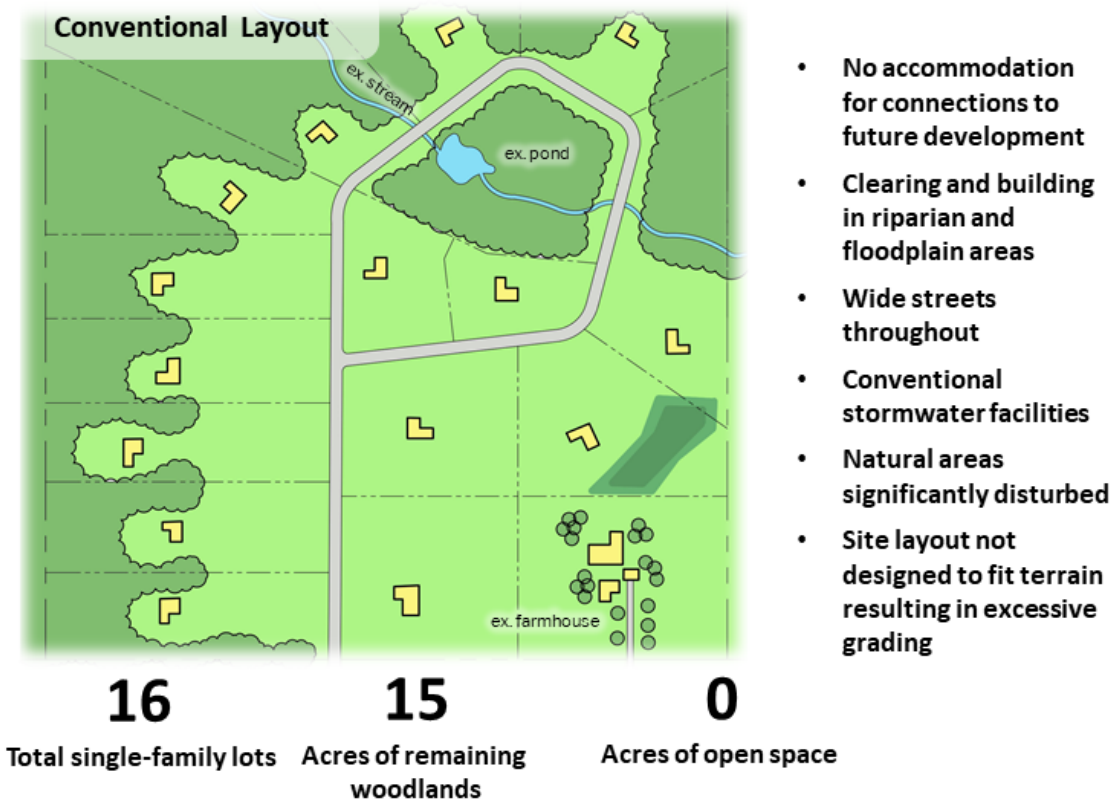 Conventional Layout
ex. stream
ex. pond
ex. farmhouse
• No accommodation
for connections to
future development
• Clearing and building
in riparian and
floodplain areas
• Wide streets
throughout
• Conventional
stormwater facilities
• Natural areas
significantly disturbed
• Site layout not
designed to fit terrain
resulting in excessive
grading
16
Total single-family lots
15
Acres of remaining
woodlands
0
Acres of open space